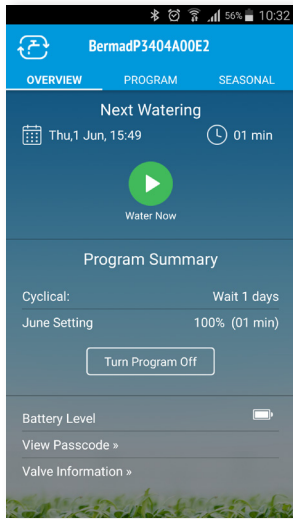 56% 10:32
BermadP3404A00E2
OVERVIEW PROGRAM SEASONAL
Next Watering
Thu,1 Jun, 15:49 01 min
Water Now
Program Summary
Cyclical: Wait 1 days
June Setting 100% (01 min)
Turn Program Off
Battery Level
View Passcode »
Valve Information »